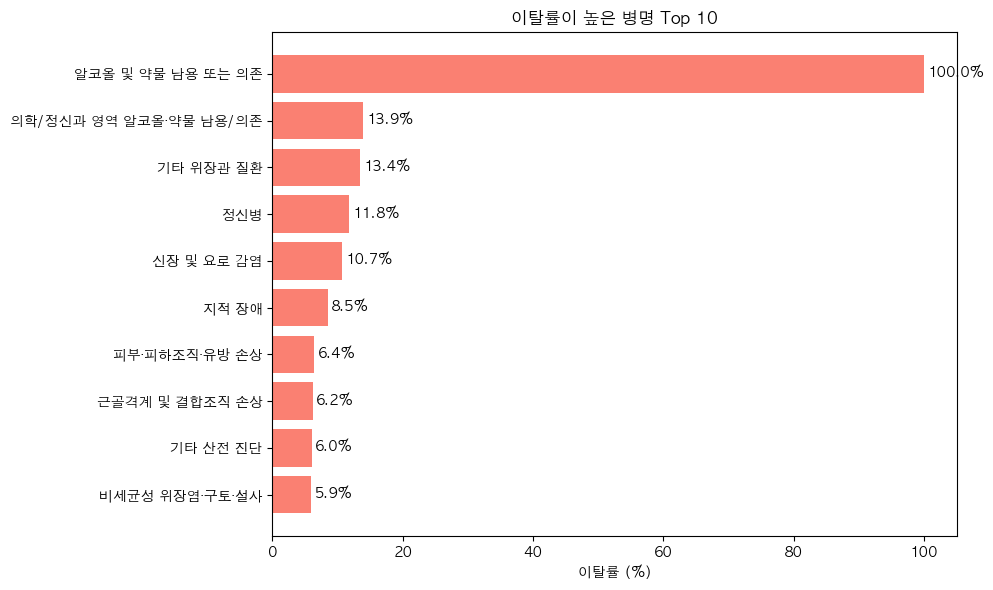 이탈률이 높은 병명 Top 10
알코올 및 약물 남용 또는 의존 100.0%
의학/정신과 영역 알코올·약물 남용/의존 13.9%
기타 위장관 질환 13.4%
정신병 11.8%
신장 및 요로 감염 10.7%
지적 장애 8.5%
피부·피하조직·유방 손상 6.4%
근골격계 및 결합조직 손상 6.2%
기타 산전 진단 6.0%
비세균성 위장염·구토·설사 5.9%
0 20 40 60 80 100
이탈률 (%)